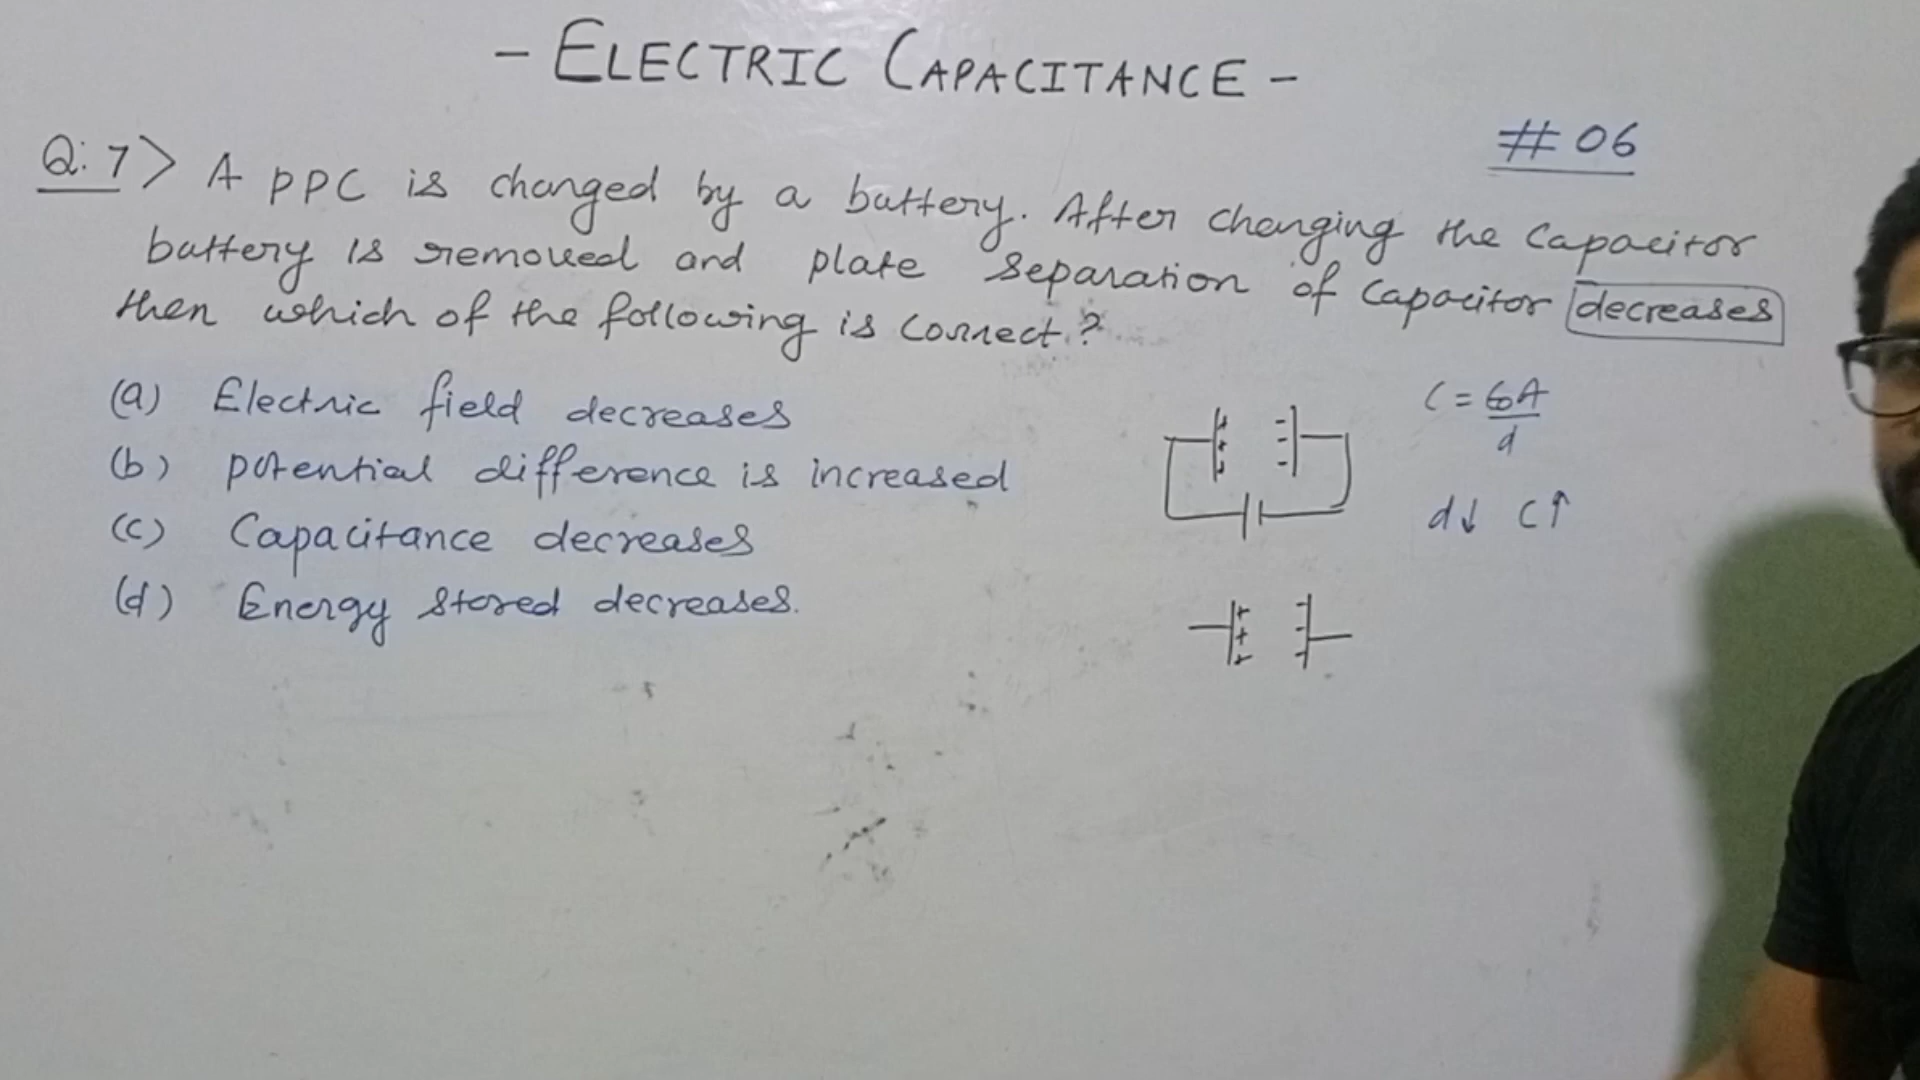 - ELECTRIC CAPACITANCE -
# 06
Q: 7> A PPC is charged by a battery. After charging the Capacitor
battery is removed and plate separation of Capacitor decreases
then which of the following is correct?
(a) Electric field decreases
(b) potential difference is increased
(c) Capacitance decreases
(d) Energy stored decreases.
C = ϵ₀A
d
d↓ C↑
+ + +
- - -
+ + +
- - -